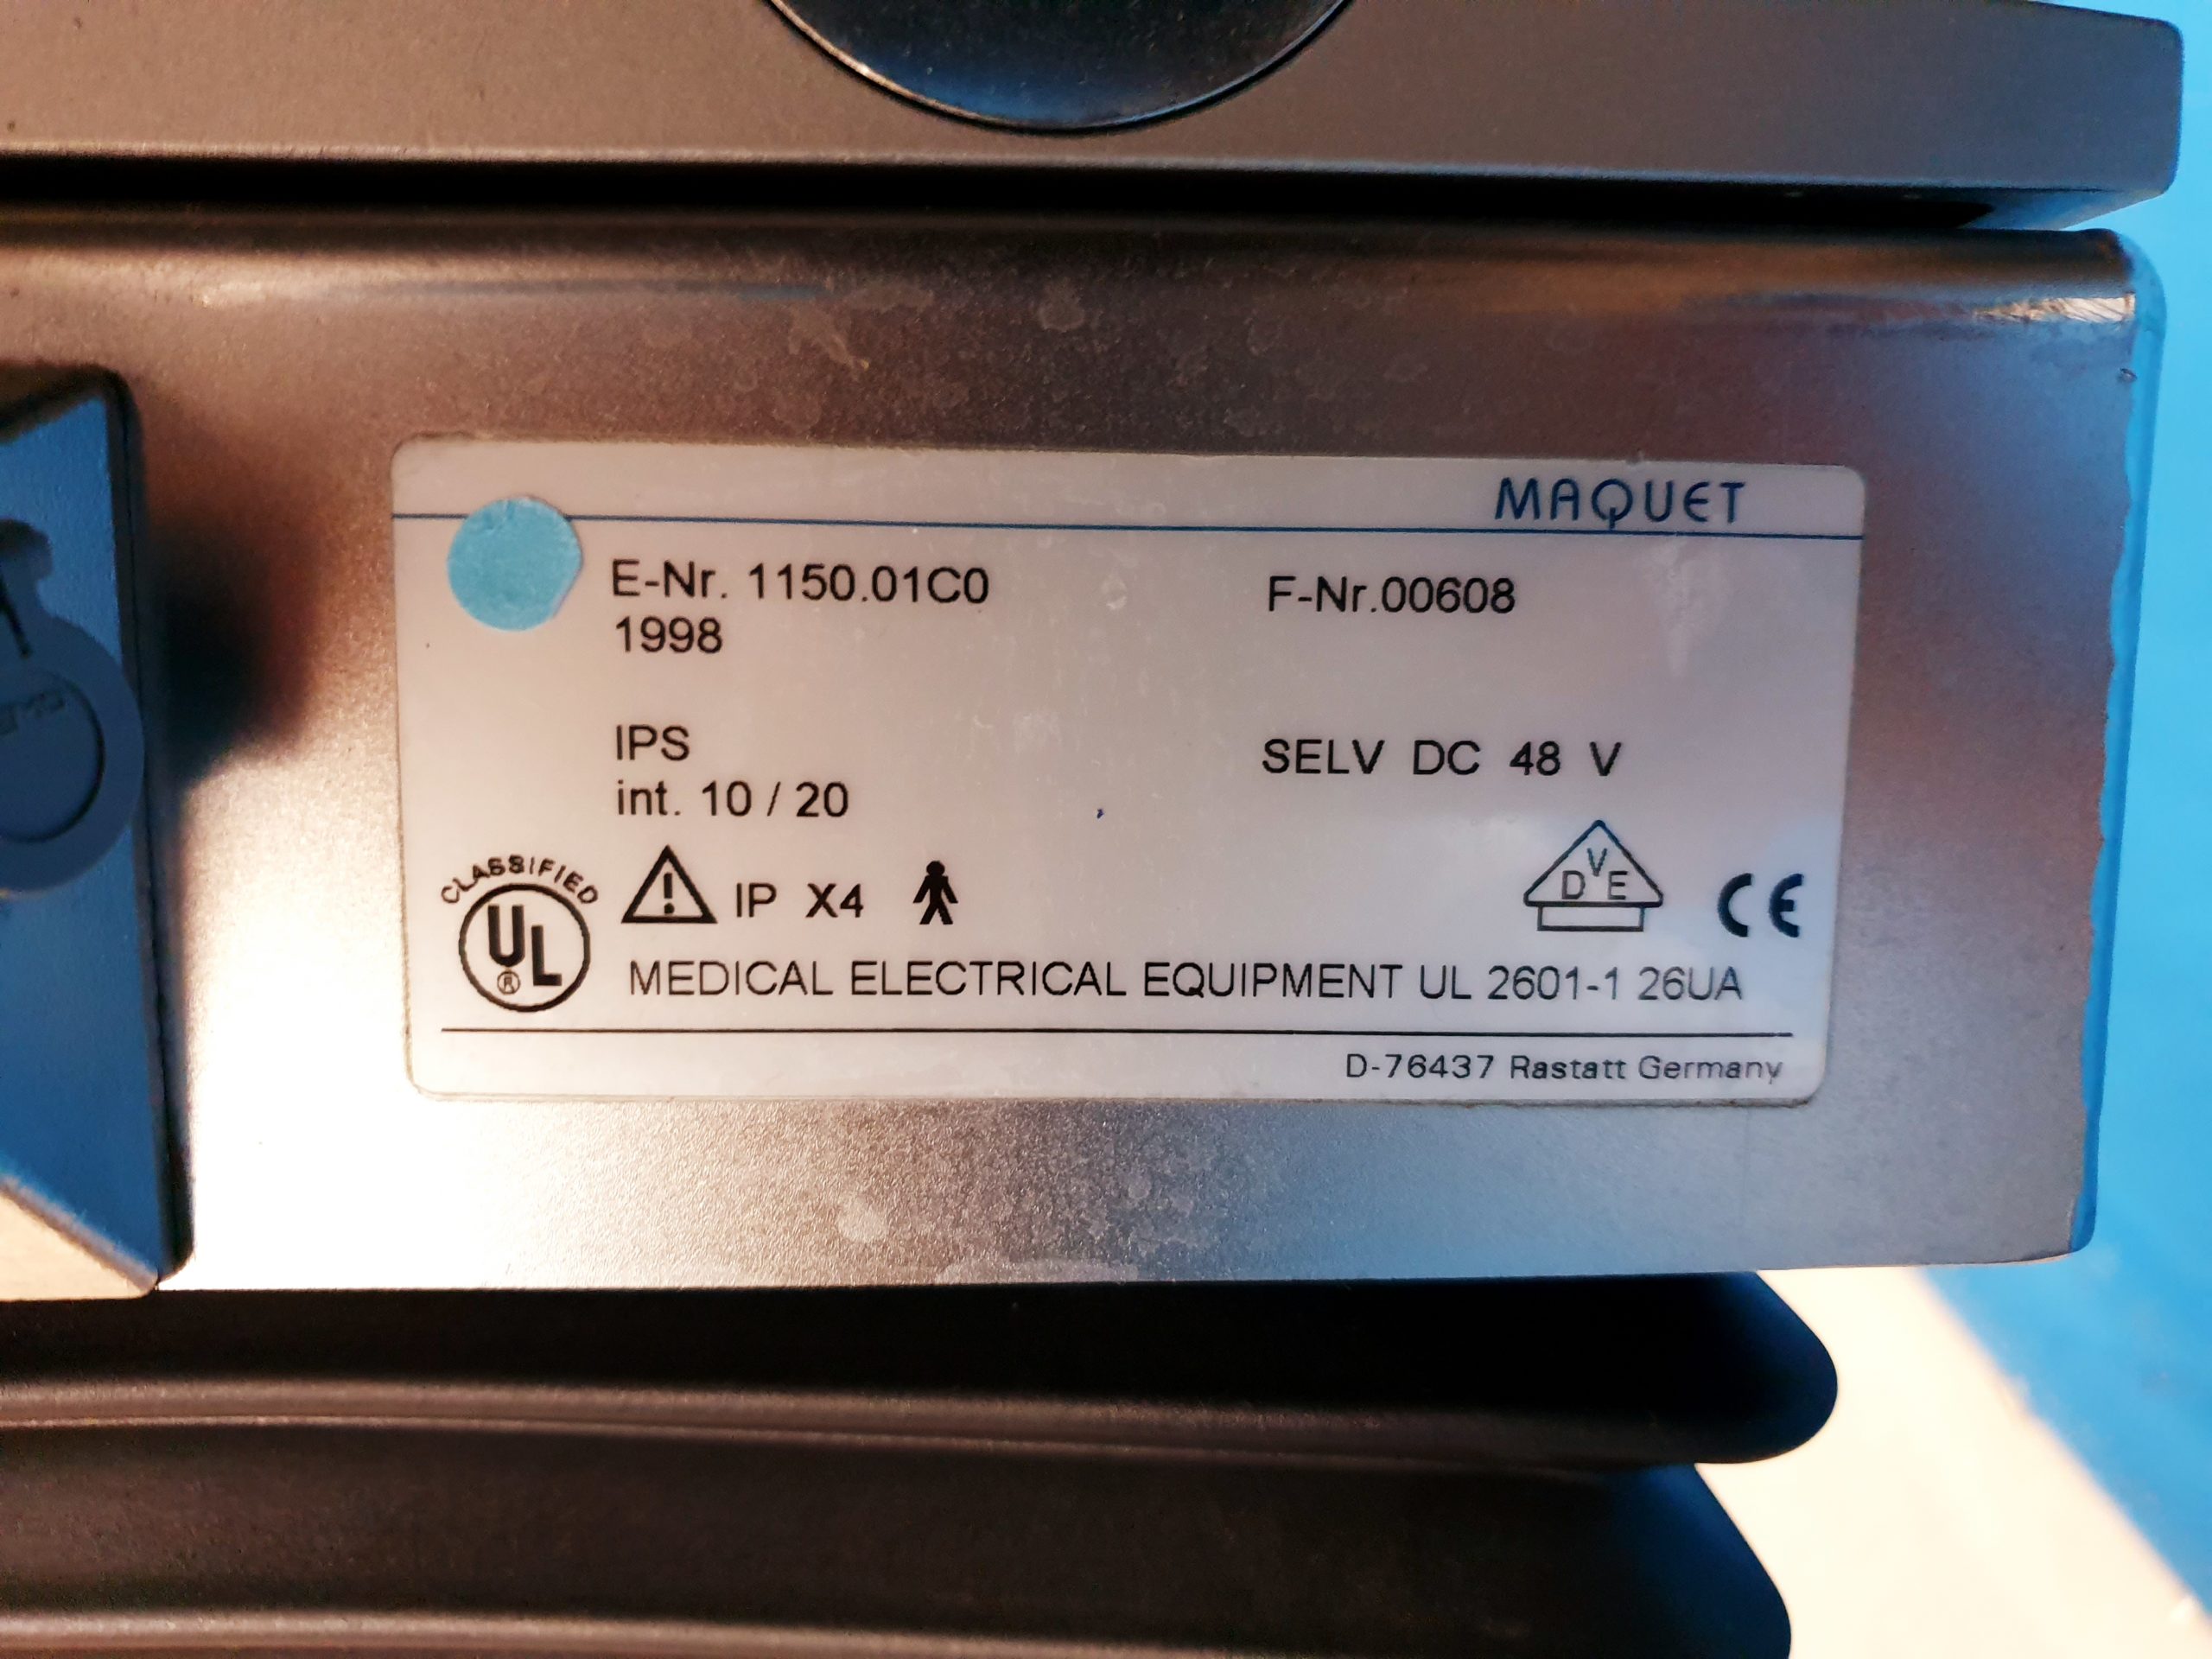 MAQUET
E-Nr. 1150.01C0 F-Nr.00608
1998
IPS SELV DC 48 V
int. 10 / 20
CLASSIFIED
UL ®
IP X4
DVE
CE
MEDICAL ELECTRICAL EQUIPMENT UL 2601-1 26UA
D-76437 Rastatt Germany